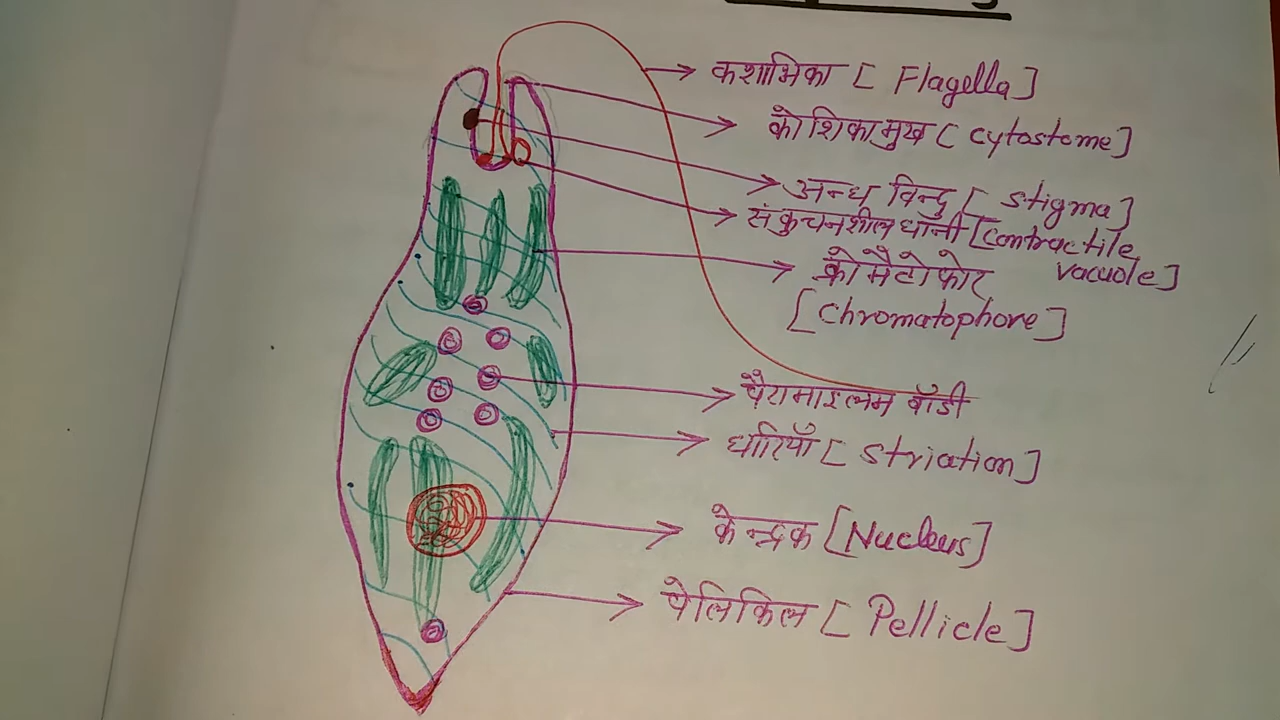 कशाभिका [ Flagella ]
कोशिकामुख [ Cytostome ]
अन्ध विन्दु [ stigma ]
संकुचनशील धानी [contractile
vacuole ]
क्रोमैटोफोर
[ Chromatophore ]
पैरामाइलम बॉडी
धारियाँ [ Striation ]
केन्द्रक [ Nucleus ]
पेलिकिल [ Pellicle ]